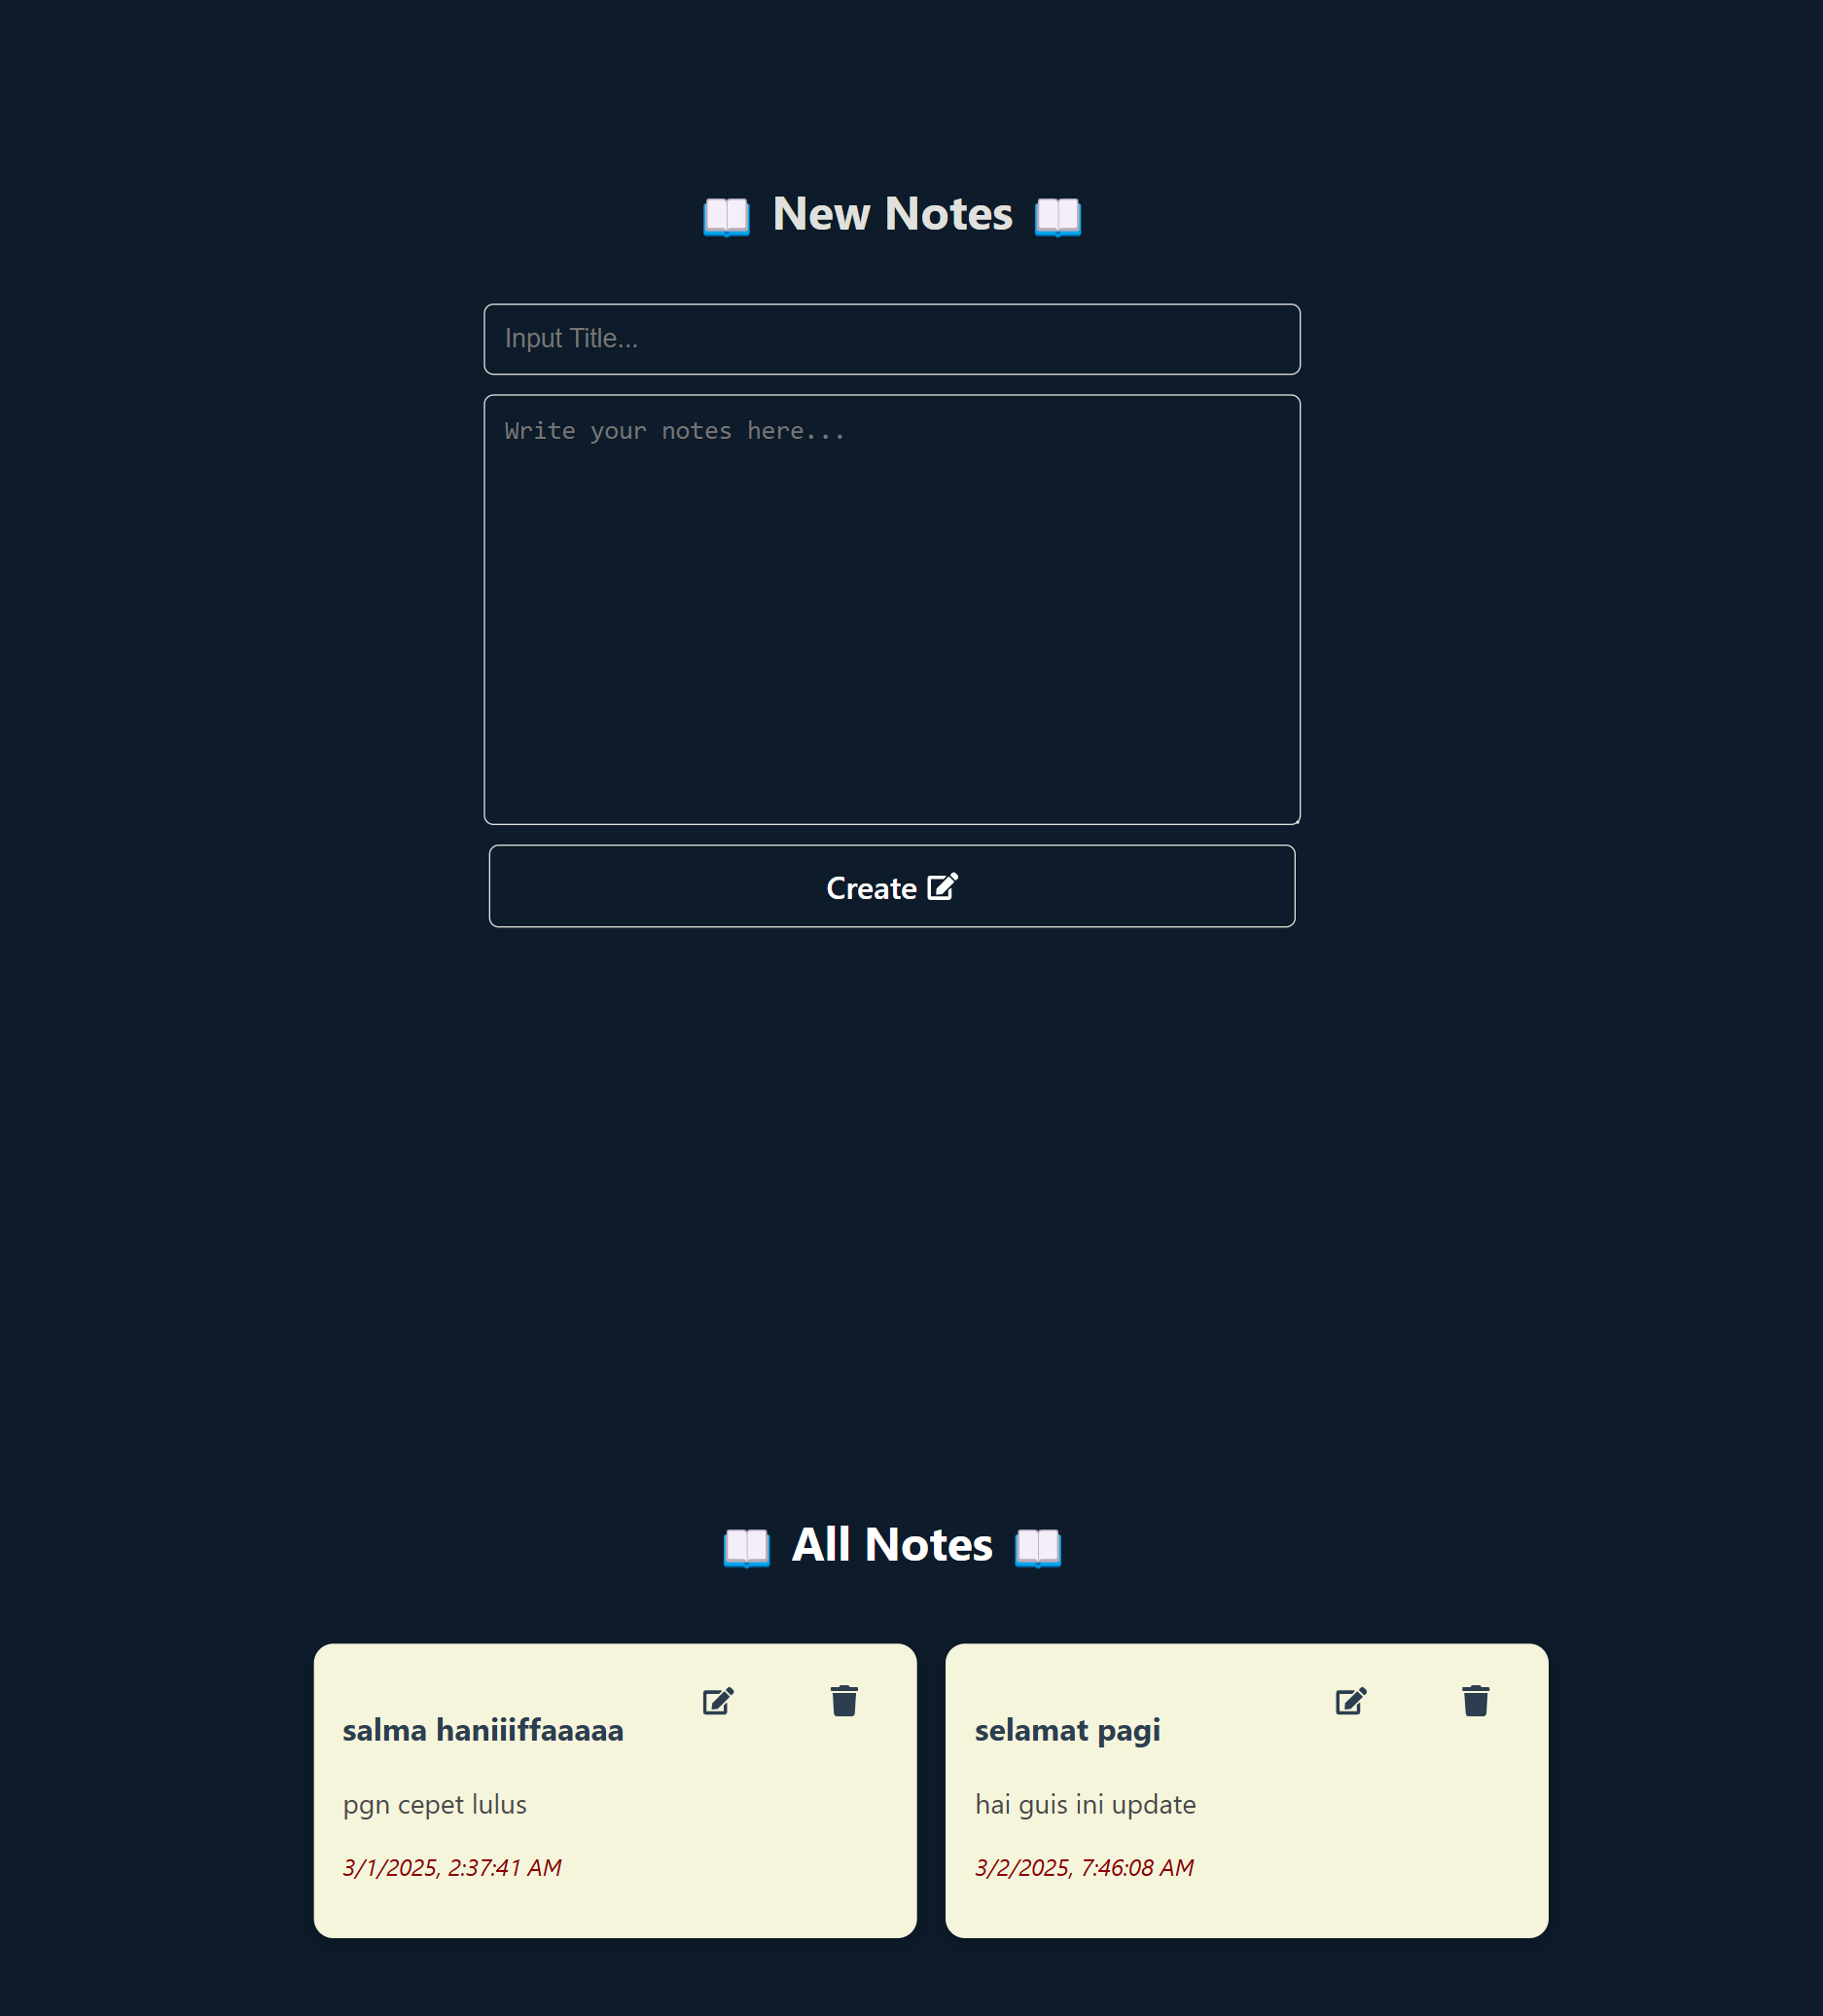 📖 New Notes 📖
Input Title...
Write your notes here...
Create
📖 All Notes 📖
salma haniiiffaaaaa
pgn cepet lulus
3/1/2025, 2:37:41 AM
selamat pagi
hai guis ini update
3/2/2025, 7:46:08 AM